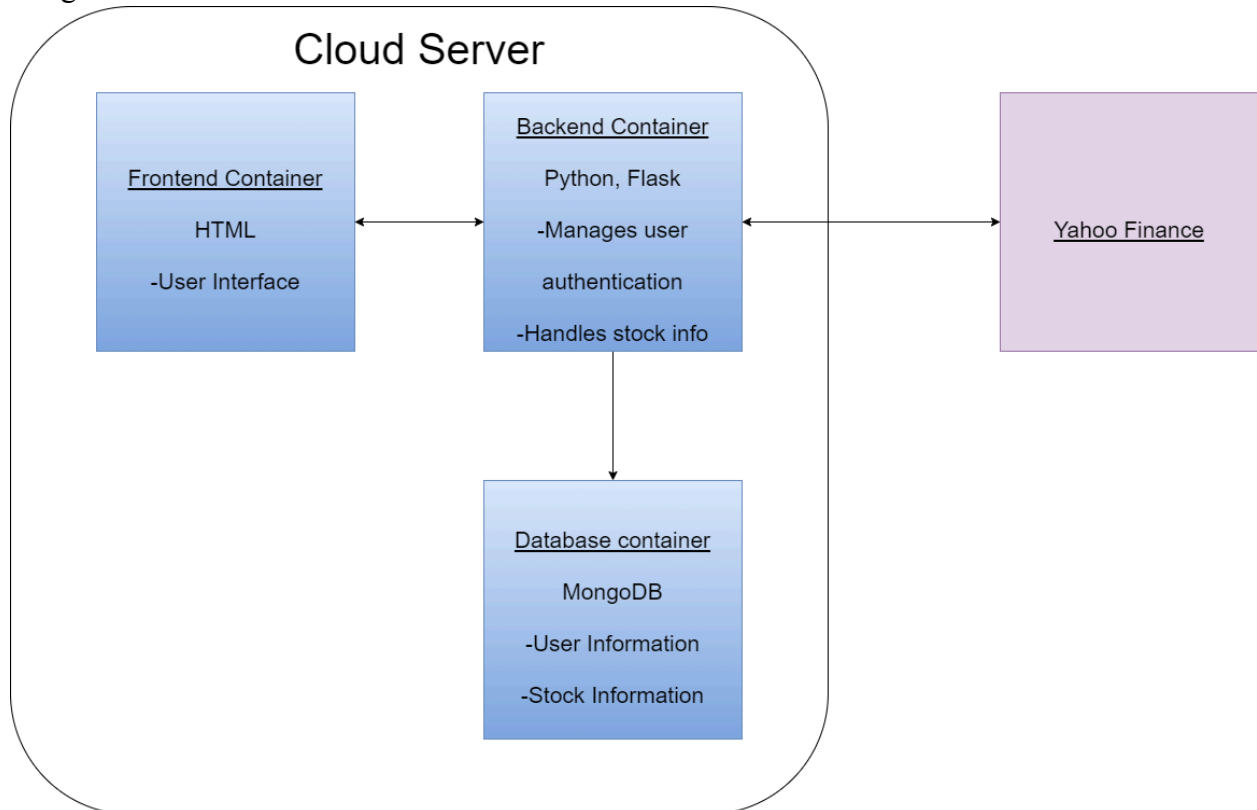 Cloud Server
Frontend Container
HTML
-User Interface
Backend Container
Python, Flask
-Manages user
authentication
-Handles stock info
Yahoo Finance
Database container
MongoDB
-User Information
-Stock Information